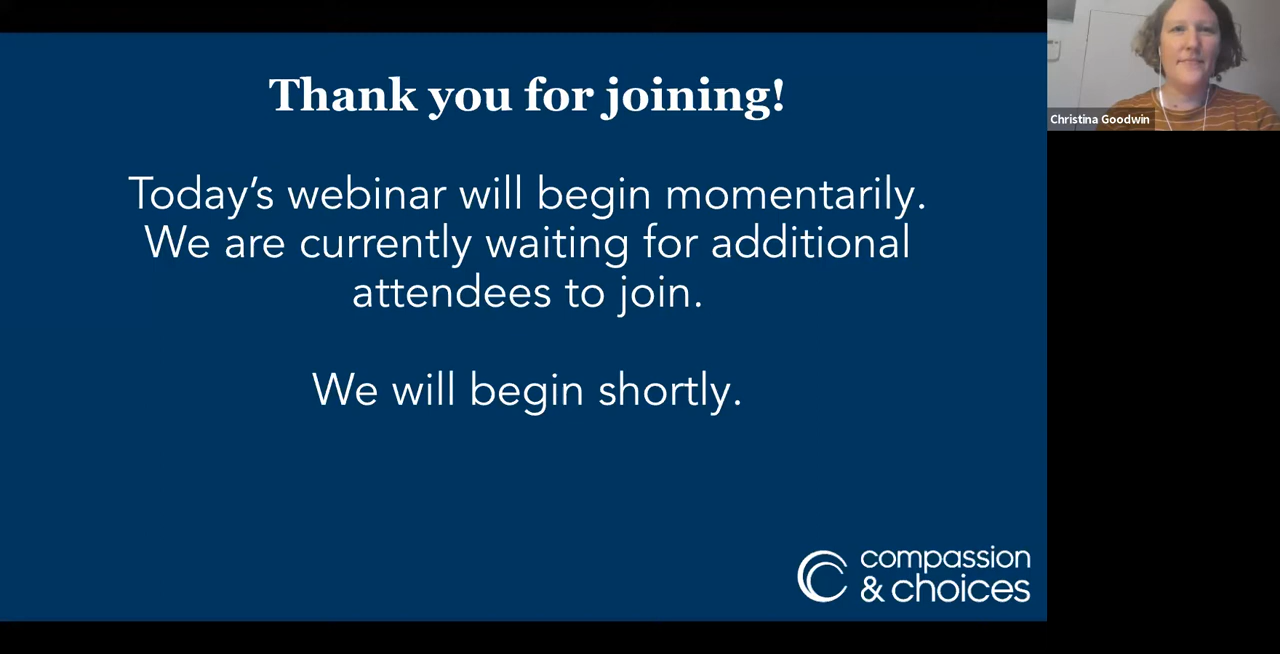 Thank you for joining!
Today's webinar will begin momentarily.
We are currently waiting for additional
attendees to join.
We will begin shortly.
compassion
& choices
Christina Goodwin